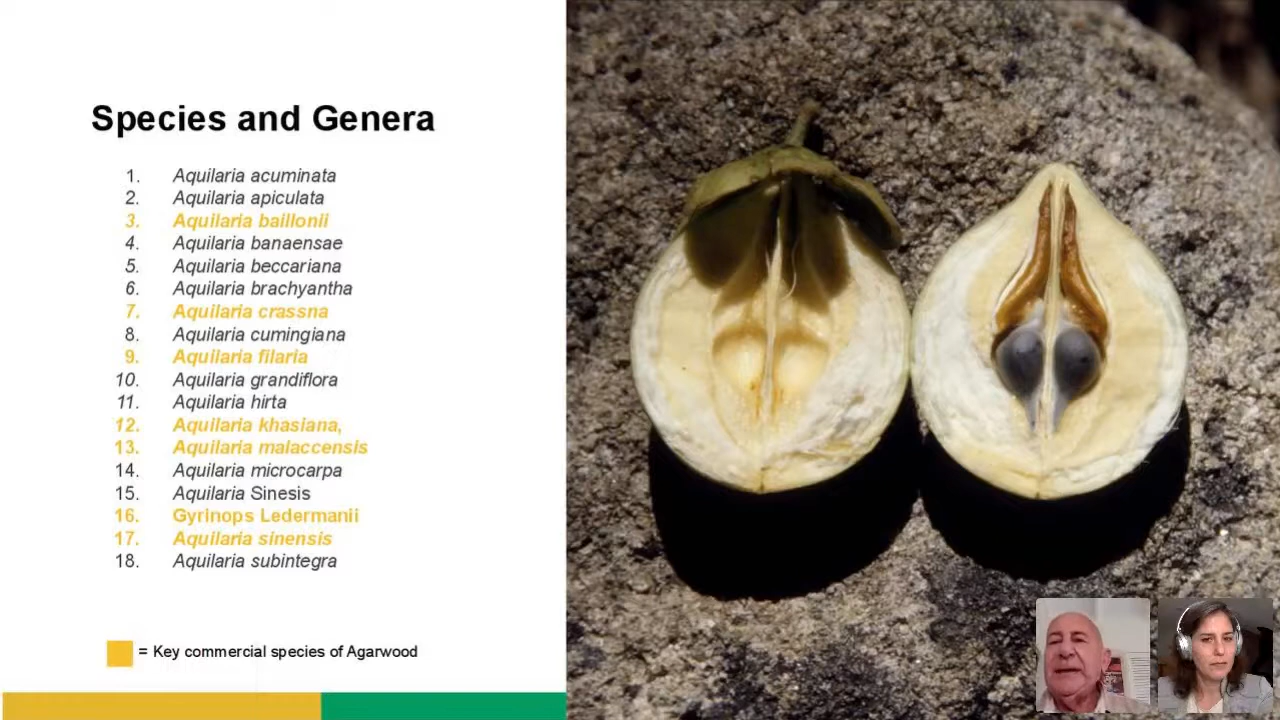 Species and Genera
1. Aquilaria acuminata
2. Aquilaria apiculata
3. Aquilaria baillonii
4. Aquilaria banaensae
5. Aquilaria beccariana
6. Aquilaria brachyantha
7. Aquilaria crassna
8. Aquilaria cumingiana
9. Aquilaria filaria
10. Aquilaria grandiflora
11. Aquilaria hirta
12. Aquilaria khasiana,
13. Aquilaria malaccensis
14. Aquilaria microcarpa
15. Aquilaria Sinesis
16. Gyrinops Ledermanii
17. Aquilaria sinensis
18. Aquilaria subintegra
= Key commercial species of Agarwood